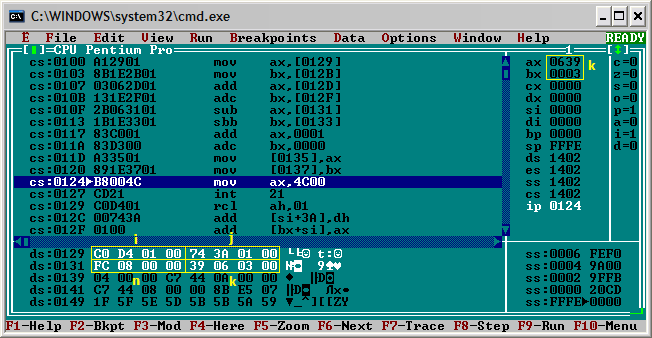 C:\WINDOWS\system32\cmd.exe
E File Edit View Run Breakpoints Data Options Window Help READY
CPU Pentium Pro 1
cs:0100 A12901 mov ax,[0129] ax 0639 c=0
k
cs:0103 8B1E2B01 mov bx,[012B] bx 0003 z=0
cs:0107 03062D01 add ax,[012D] cx 0000 s=0
cs:010B 131E2F01 adc bx,[012F] dx 0000 o=0
cs:010F 2B063101 sub ax,[0131] si 0000 p=1
cs:0113 1B1E3301 sbb bx,[0133] di 0000 a=0
cs:0117 83C001 add ax,0001 bp 0000 i=1
cs:011A 83D300 adc bx,0000 sp FFFE d=0
cs:011D A33501 mov [0135],ax ds 1402
cs:0120 891E3701 mov [0137],bx es 1402
cs:0124►B8004C mov ax,4C00 ss 1402
cs:0127 CD21 int 21 cs 1402
cs:0129 C0D401 rcl ah,01 ip 0124
cs:012C 00743A add [si+3A],dh
cs:012F 0100 add [bx+si],ax
i j
ds:0129 C0 D4 01 00 74 3A 01 00 └╘☺ t:☺ ss:0006 FEF0
ds:0131 FC 08 00 00 39 06 03 00 ss:0004 9A00
ds:0139 04 00 00 C7 44 0A 00 00 ss:0002 9FFB
n k
ds:0141 C7 44 08 00 00 8B E5 07 ss:0000 20CD
ds:0149 1F 5F 5E 5D 5B 5B 5A 59 ▼_^][[ZY ss:FFFE►0000
F1-Help F2-Bkpt F3-Mod F4-Here F5-Zoom F6-Next F7-Trace F8-Step F9-Run F10-Menu